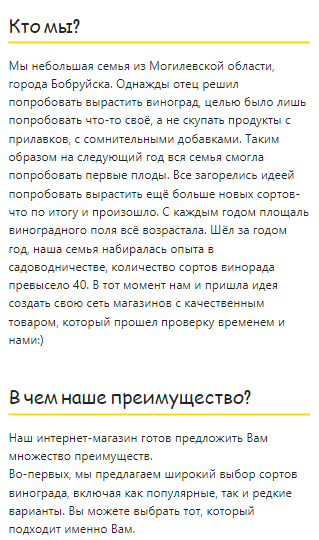 Кто мы?
Мы небольшая семья из Могилевской области,
города Бобруйска. Однажды отец решил
попробовать вырастить виноград, целью было лишь
попробовать что-то своё, а не скупать продукты с
прилавков, с сомнительными добавками. Таким
образом на следующий год вся семья смогла
попробовать первые плоды. Все загорелись идеей
попробовать вырастить ещё больше новых сортов-
что по итогу и произошло. С каждым годом площаль
виноградного поля всё возрастала. Шёл за годом
год, наша семья набиралась опыта в
садоводничестве, количество сортов винорада
превысело 40. В тот момент нам и пришла идея
создать свою сеть магазинов с качественным
товаром, который прошел проверку временем и
нами:)
В чем наше преимущество?
Наш интернет-магазин готов предложить Вам
множество преимуществ.
Во-первых, мы предлагаем широкий выбор сортов
винограда, включая как популярные, так и редкие
варианты. Вы можете выбрать тот, который
подходит именно Вам.